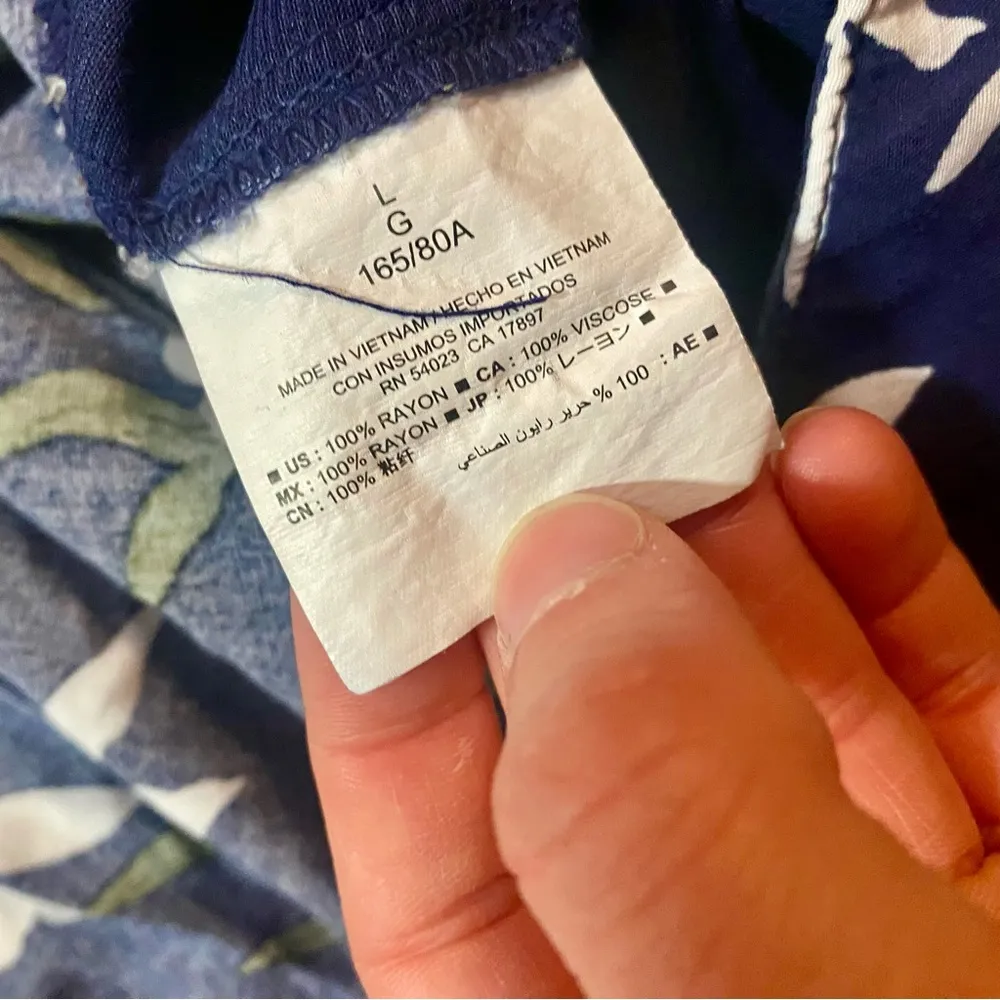 L
G
165/80A
MADE IN VIETNAM / HECHO EN VIETNAM
CON INSUMOS IMPORTADOS
RN 54023 CA 17897
■ US : 100% RAYON ■ CA : 100% VISCOSE ■
MX : 100% RAYON ■ JP : 100% レーヨン ■
CN : 100% 粘纤 حرير رايون الصناعي % 100 : AE ■